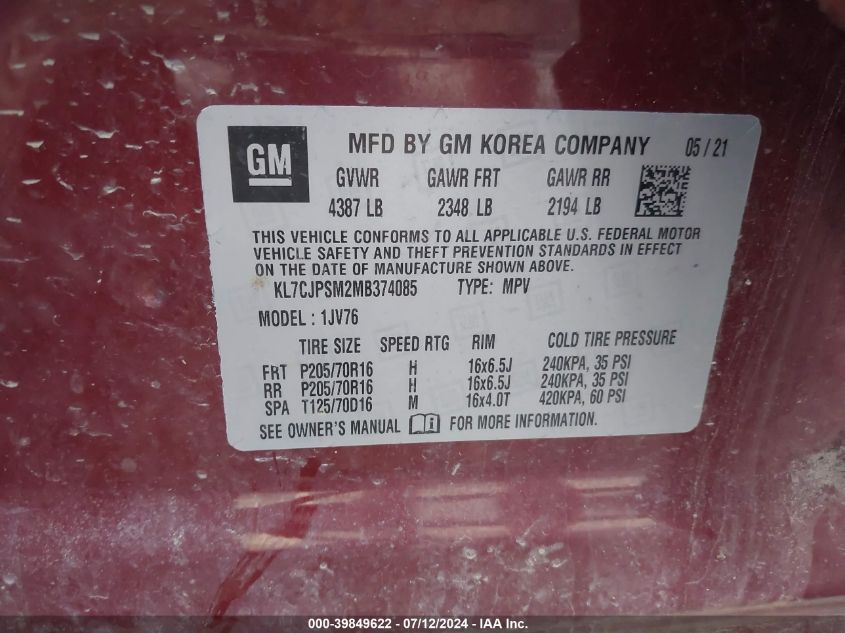 GM
MFD BY GM KOREA COMPANY 05 / 21
GVWR GAWR FRT GAWR RR
4387 LB 2348 LB 2194 LB
THIS VEHICLE CONFORMS TO ALL APPLICABLE U.S. FEDERAL MOTOR
VEHICLE SAFETY AND THEFT PREVENTION STANDARDS IN EFFECT
ON THE DATE OF MANUFACTURE SHOWN ABOVE.
KL7CJPSM2MB374085 TYPE: MPV
MODEL : 1JV76
TIRE SIZE SPEED RTG RIM COLD TIRE PRESSURE
FRT P205/70R16 H 16x6.5J 240KPA, 35 PSI
RR P205/70R16 H 16x6.5J 240KPA, 35 PSI
SPA T125/70D16 M 16x4.0T 420KPA, 60 PSI
SEE OWNER'S MANUAL FOR MORE INFORMATION.
000-39849622 - 07/12/2024 - IAA Inc.